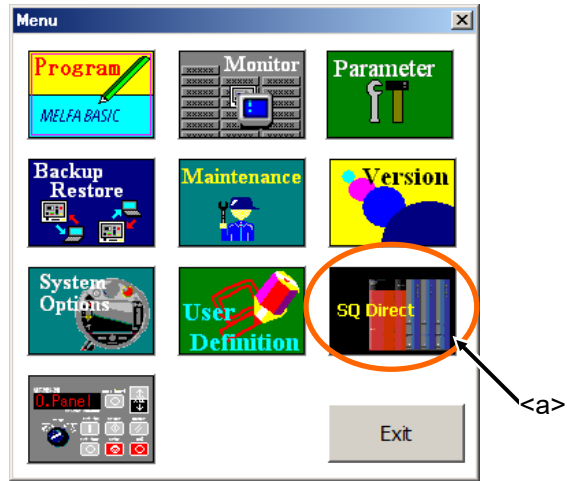 Menu
Program
MELFA BASIC
Monitor
Parameter
Backup
Restore
Maintenance
Version
System
Options
User
Definition
SQ Direct
<a>
O.Panel
Exit